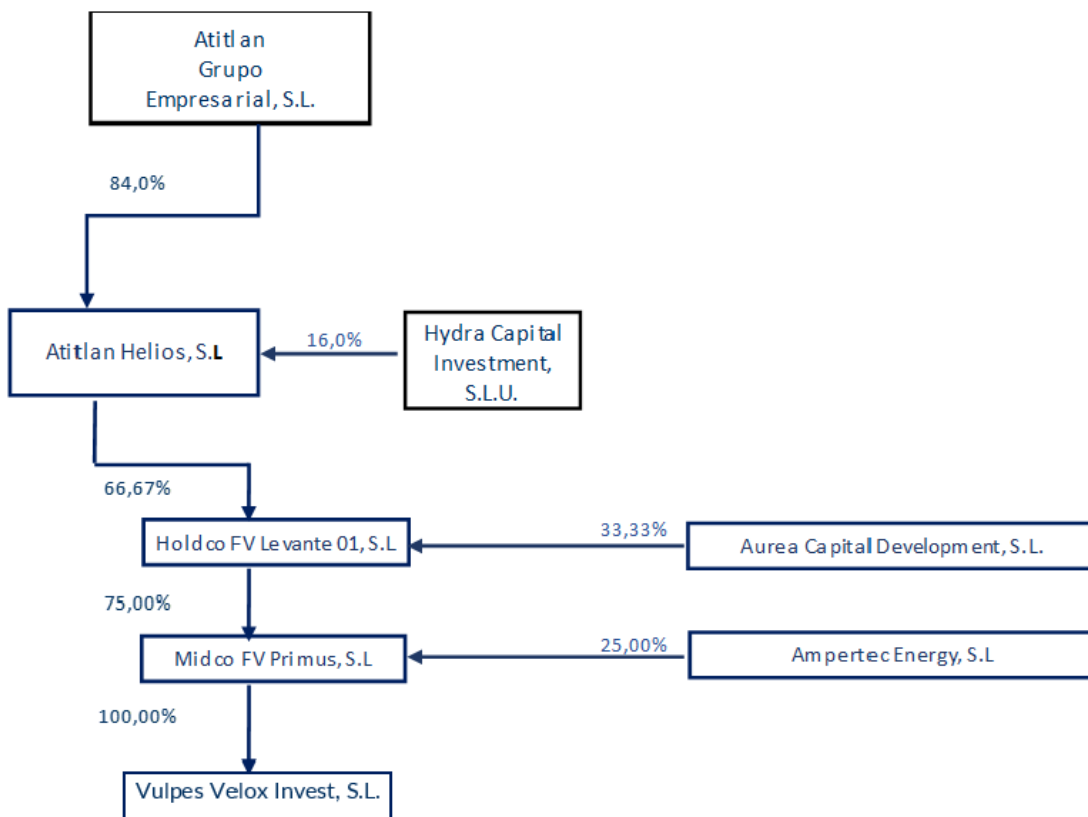 Atitlan
Grupo
Empresarial, S.L.
84,0%
Atitlan Helios, S.L
16,0%
Hydra Capital
Investment,
S.L.U.
66,67%
Holdco FV Levante 01, S.L
33,33%
Aurea Capital Development, S.L.
75,00%
Midco FV Primus, S.L
25,00%
Ampertec Energy, S.L
100,00%
Vulpes Velox Invest, S.L.